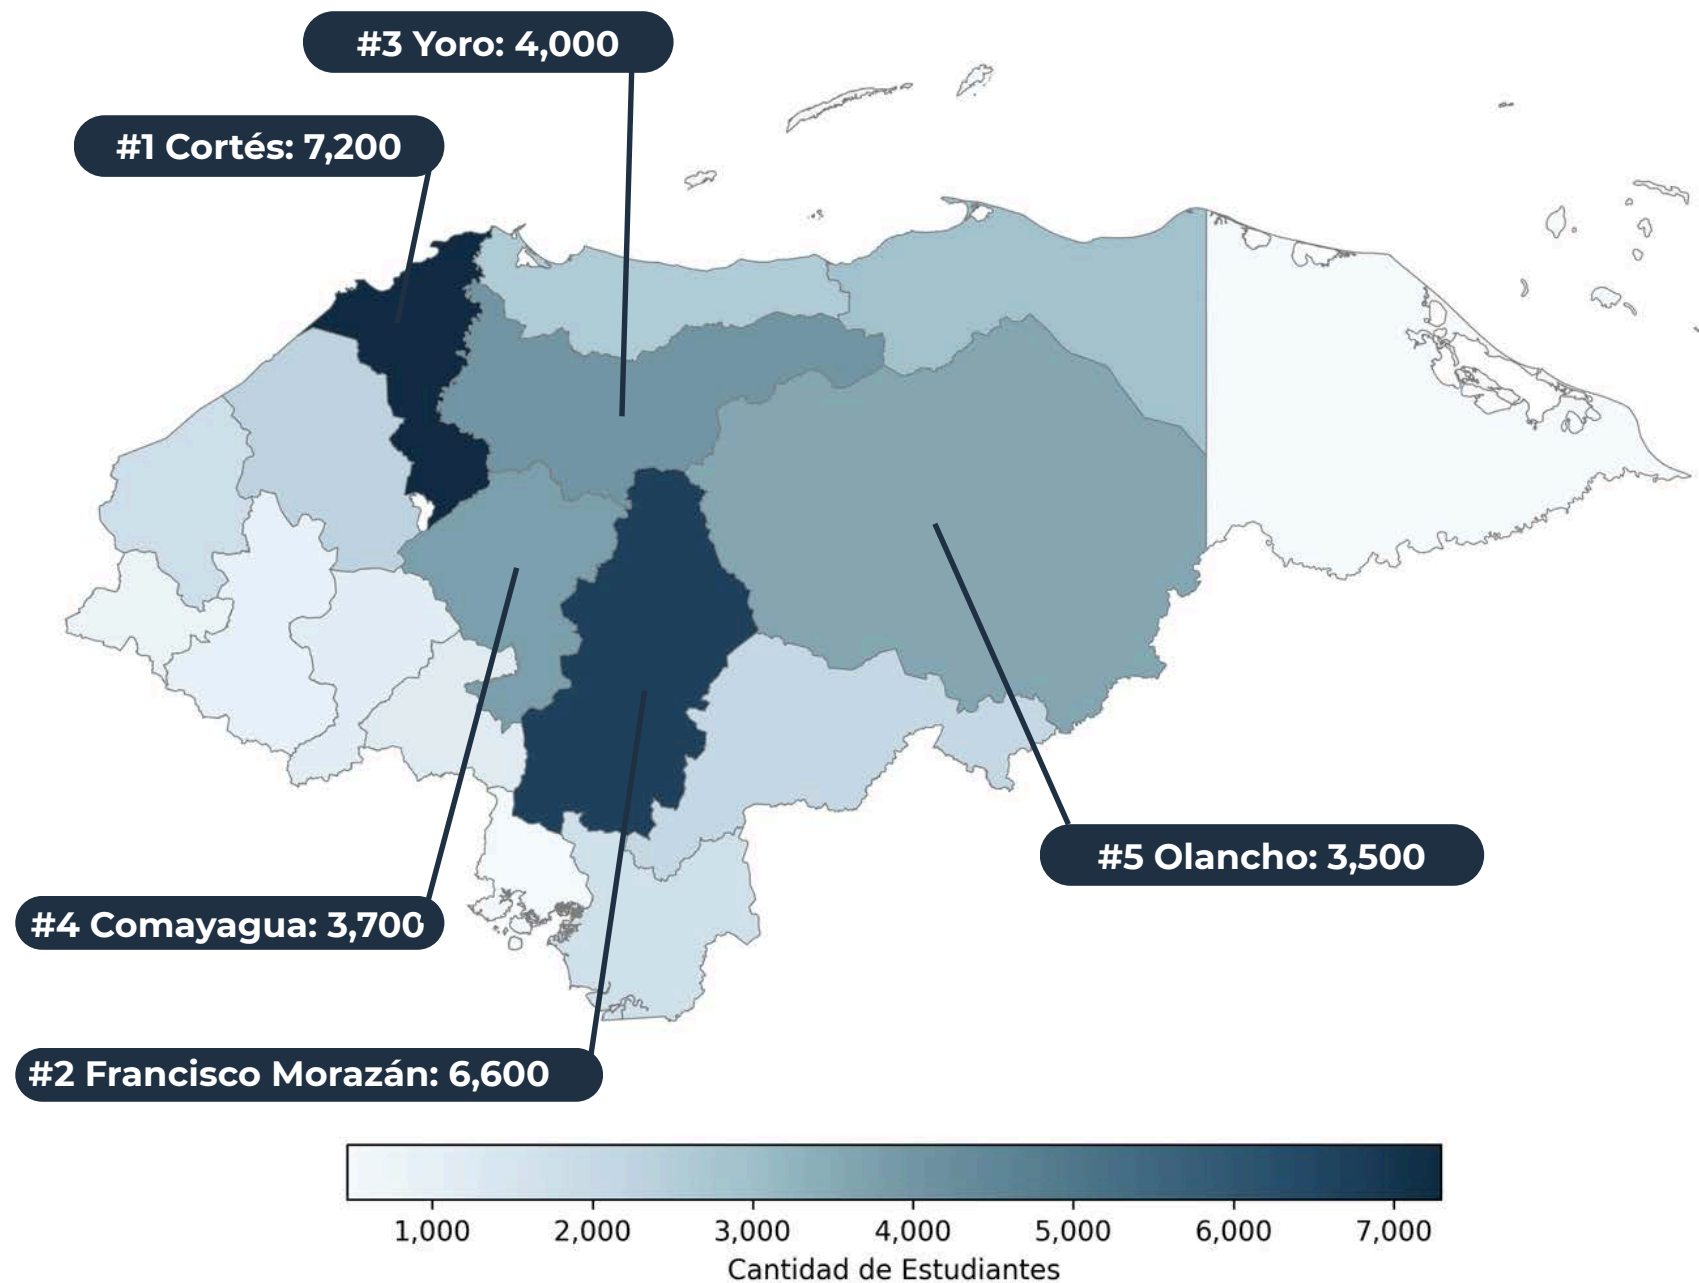 #3 Yoro: 4,000
#1 Cortés: 7,200
#5 Olancho: 3,500
#4 Comayagua: 3,700
#2 Francisco Morazán: 6,600
1,000 2,000 3,000 4,000 5,000 6,000 7,000
Cantidad de Estudiantes